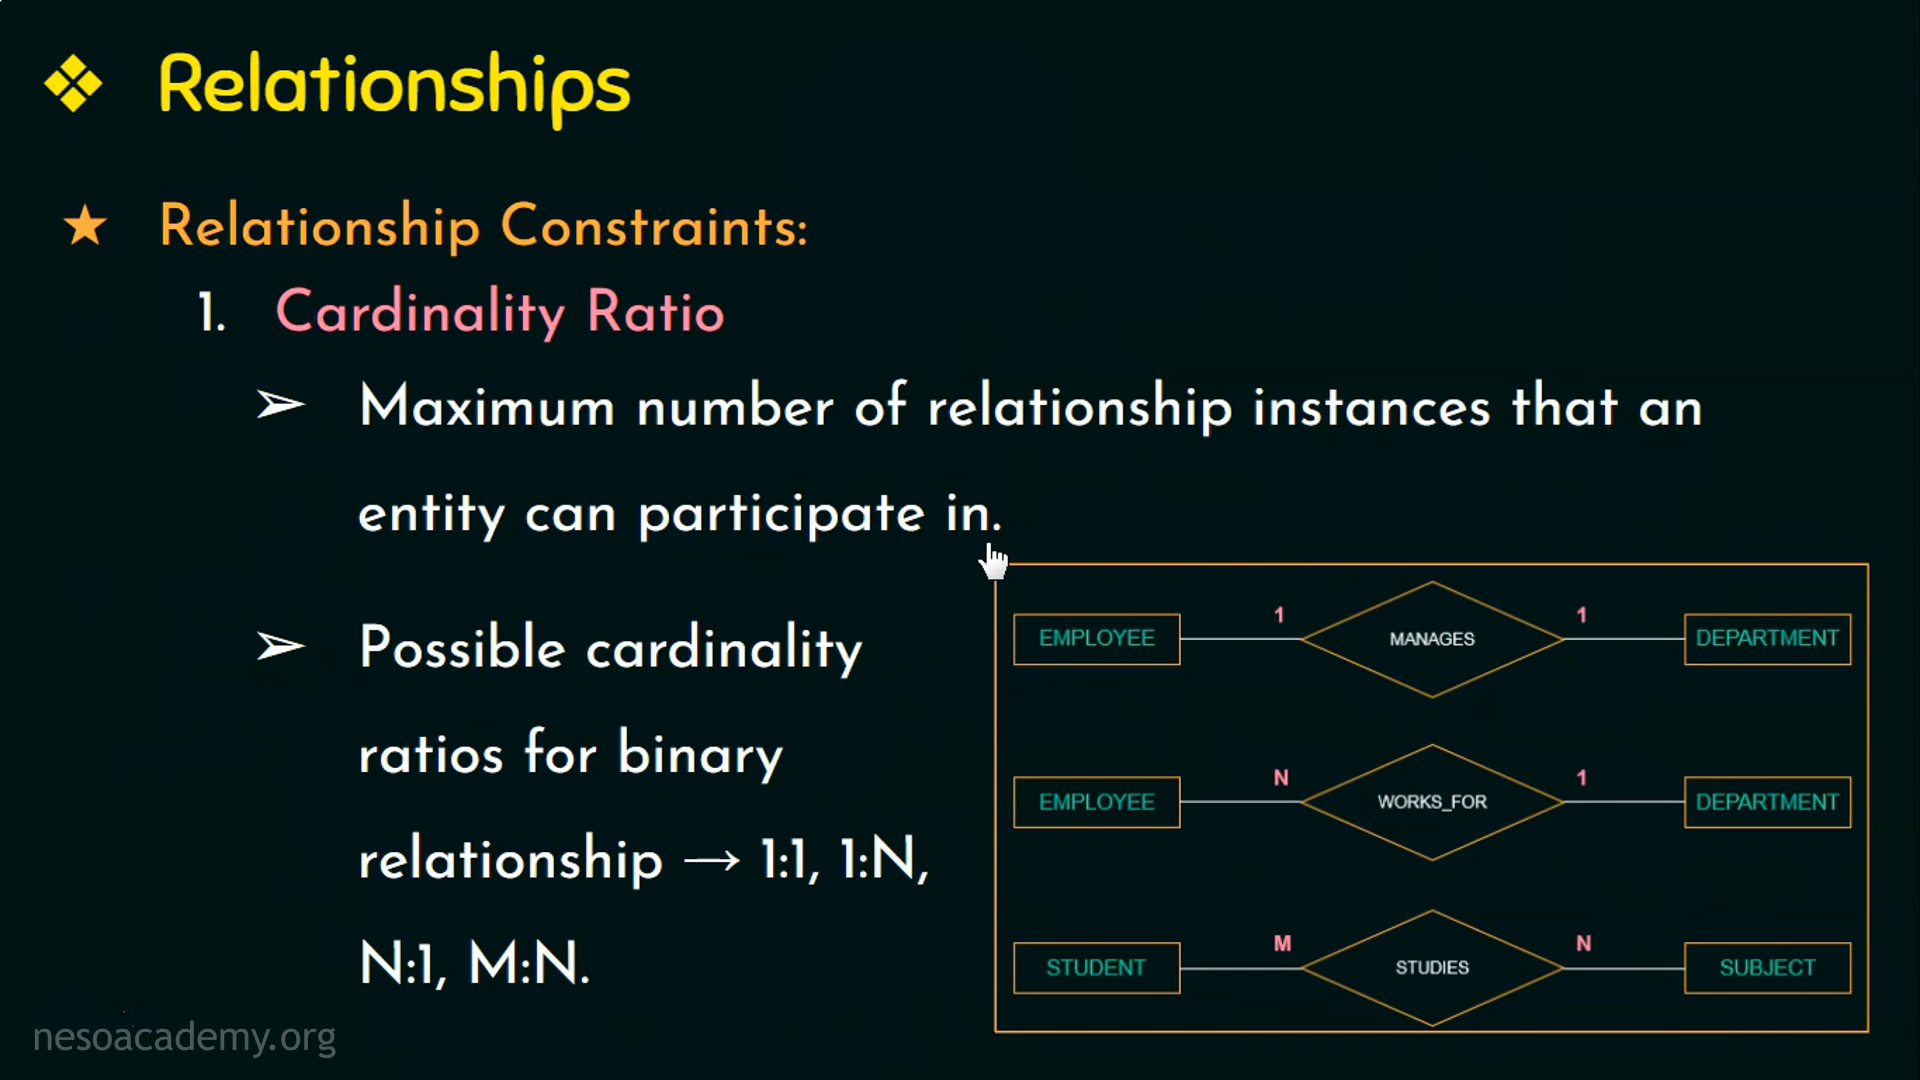 ❖ Relationships
★ Relationship Constraints:
1. Cardinality Ratio
➢ Maximum number of relationship instances that an
entity can participate in.
➢ Possible cardinality
ratios for binary
relationship → 1:1, 1:N,
N:1, M:N.
EMPLOYEE 1 MANAGES 1 DEPARTMENT
EMPLOYEE N WORKS_FOR 1 DEPARTMENT
STUDENT M STUDIES N SUBJECT
nesoacademy.org